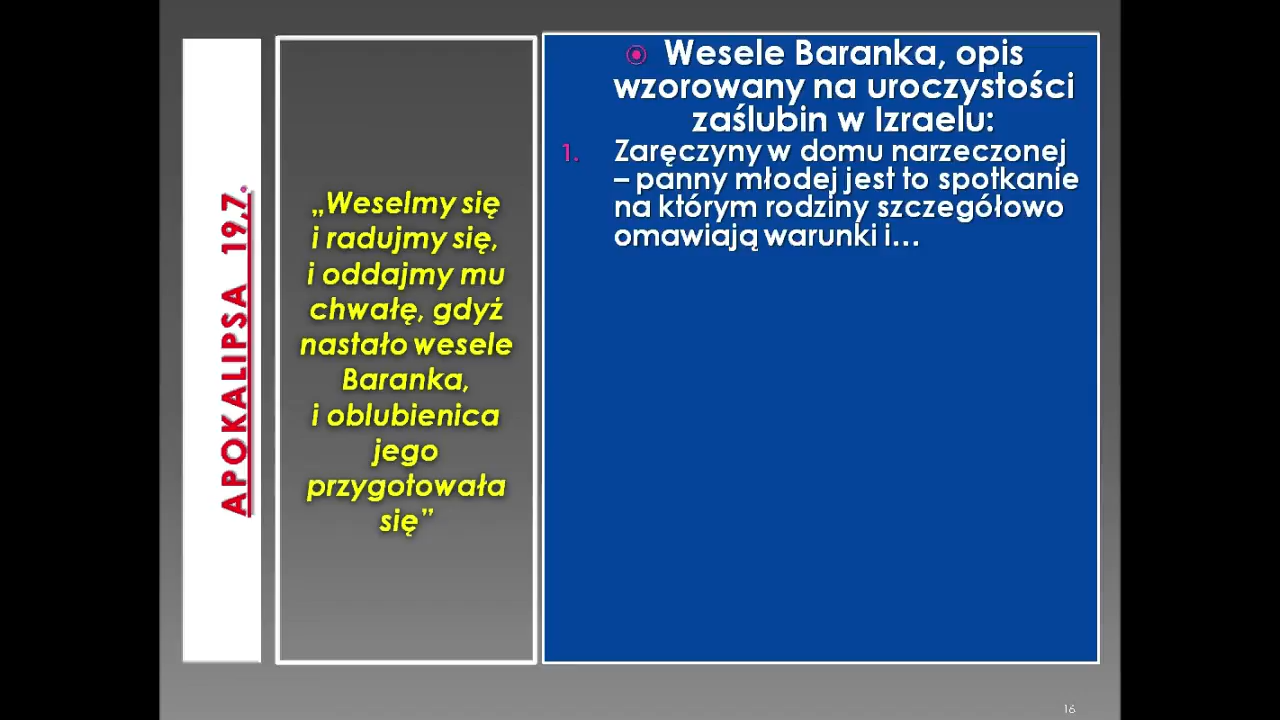 APOKALIPSA 19,7.
„Weselmy się
i radujmy się,
i oddajmy mu
chwałę, gdyż
nastało wesele
Baranka,
i oblubienica
jego
przygotowała
się”
Wesele Baranka, opis
wzorowany na uroczystości
zaślubin w Izraelu:
1. Zaręczyny w domu narzeczonej
– panny młodej jest to spotkanie
na którym rodziny szczegółowo
omawiają warunki i…
16